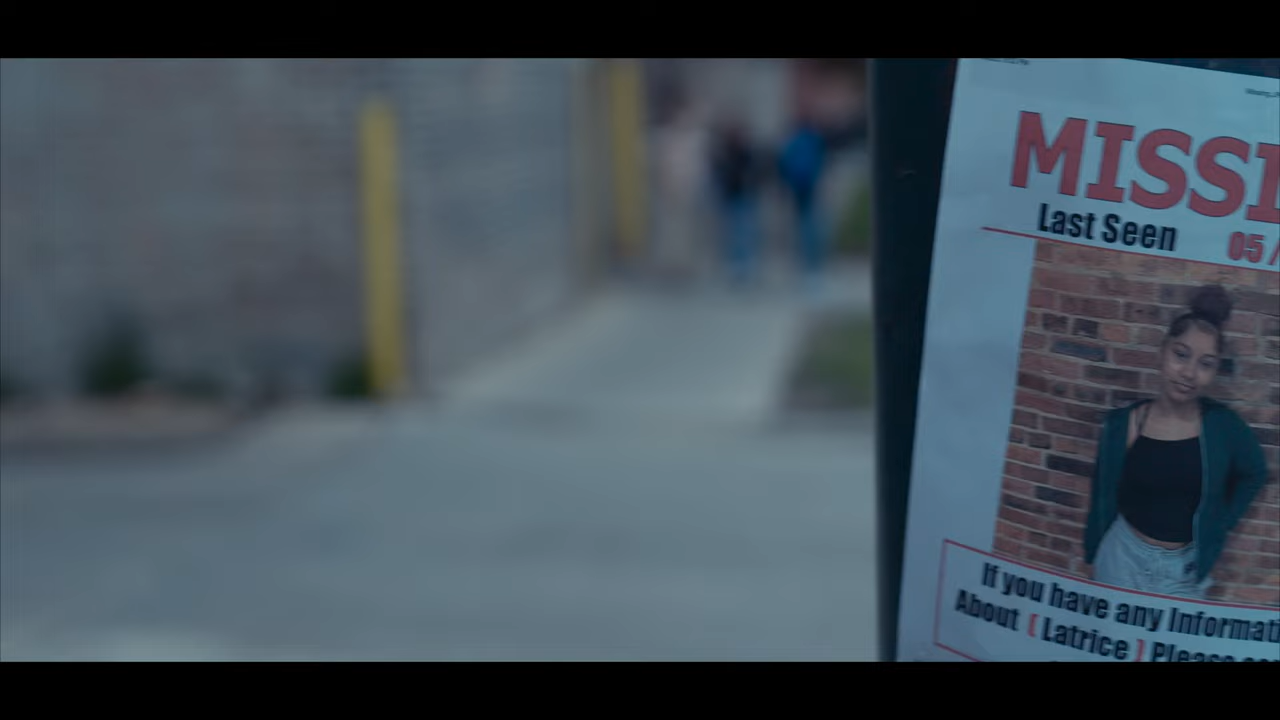 MISSI
Last Seen 05/
If you have any Informati
About ( Latrice ) Please